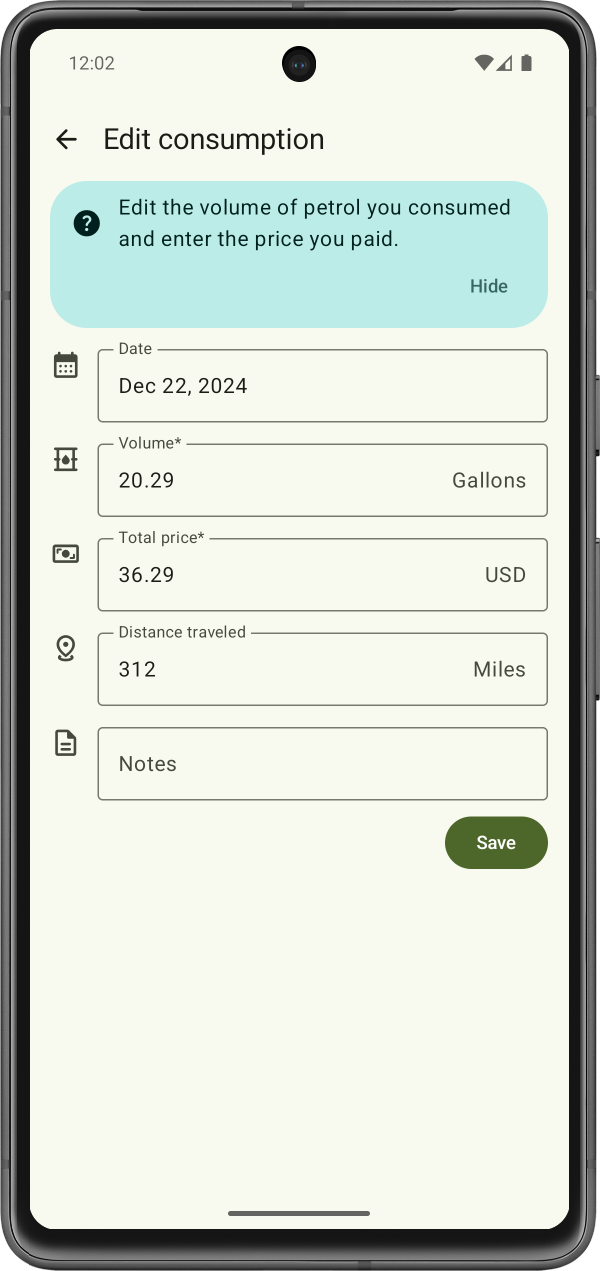 12:02
Edit consumption
Edit the volume of petrol you consumed
and enter the price you paid.
Hide
Date
Dec 22, 2024
Volume*
20.29 Gallons
Total price*
36.29 USD
Distance traveled
312 Miles
Notes
Save